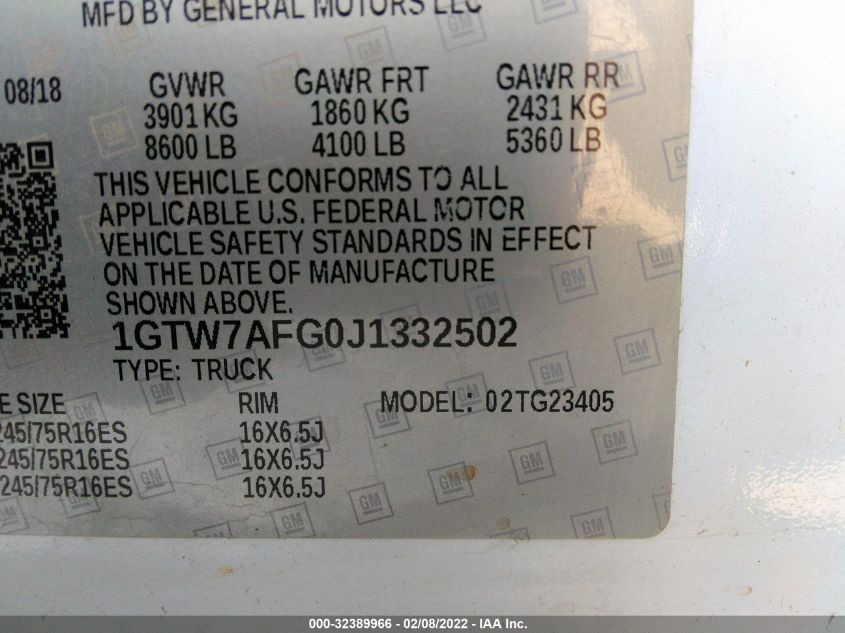 MFD BY GENERAL MOTORS LLC
08/18 GVWR GAWR FRT GAWR RR
3901 KG 1860 KG 2431 KG
8600 LB 4100 LB 5360 LB
THIS VEHICLE CONFORMS TO ALL
APPLICABLE U.S. FEDERAL MOTOR
VEHICLE SAFETY STANDARDS IN EFFECT
ON THE DATE OF MANUFACTURE
SHOWN ABOVE.
1GTW7AFG0J1332502
TYPE: TRUCK
E SIZE RIM MODEL: 02TG23405
245/75R16ES 16X6.5J
245/75R16ES 16X6.5J
245/75R16ES 16X6.5J
GM
000-32389966 - 02/08/2022 - IAA Inc.